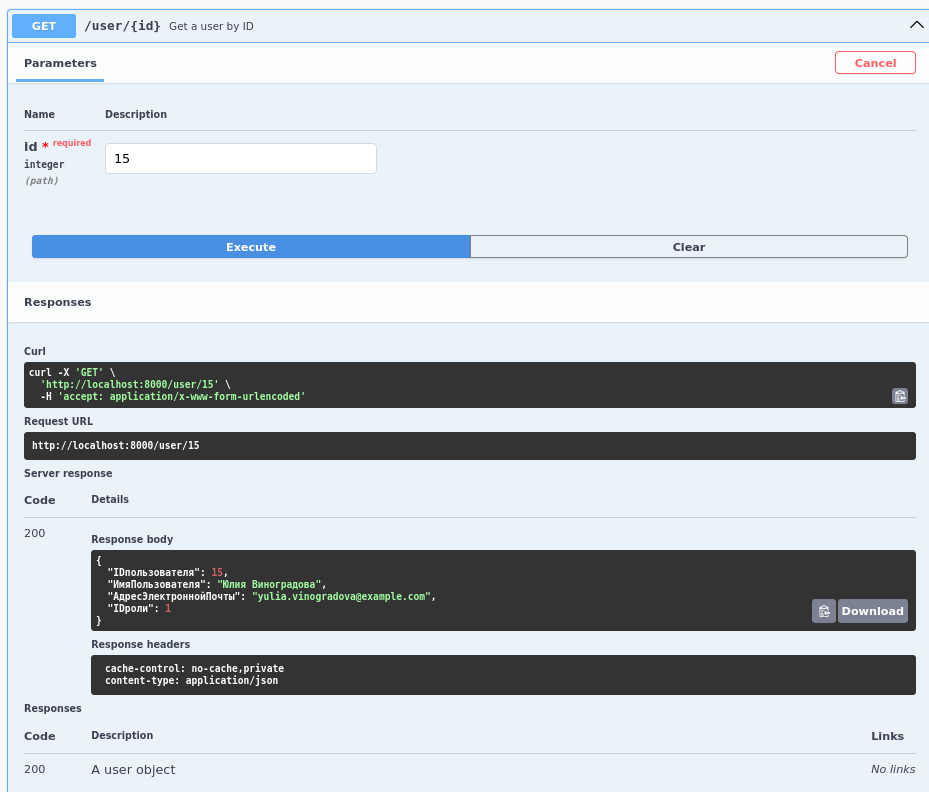 GET /user/{id} Get a user by ID
Parameters Cancel
Name Description
id * required
integer
(path)
15
Execute Clear
Responses
Curl
curl -X 'GET' \
'http://localhost:8000/user/15' \
-H 'accept: application/x-www-form-urlencoded'
Request URL
http://localhost:8000/user/15
Server response
Code Details
200
Response body
{
"IDпользователя": 15,
"ИмяПользователя": "Юлия Виноградова",
"АдресЭлектроннойПочты": "yulia.vinogradova@example.com",
"IDроли": 1
}
Download
Response headers
cache-control: no-cache,private
content-type: application/json
Responses
Code Description Links
200 A user object No links